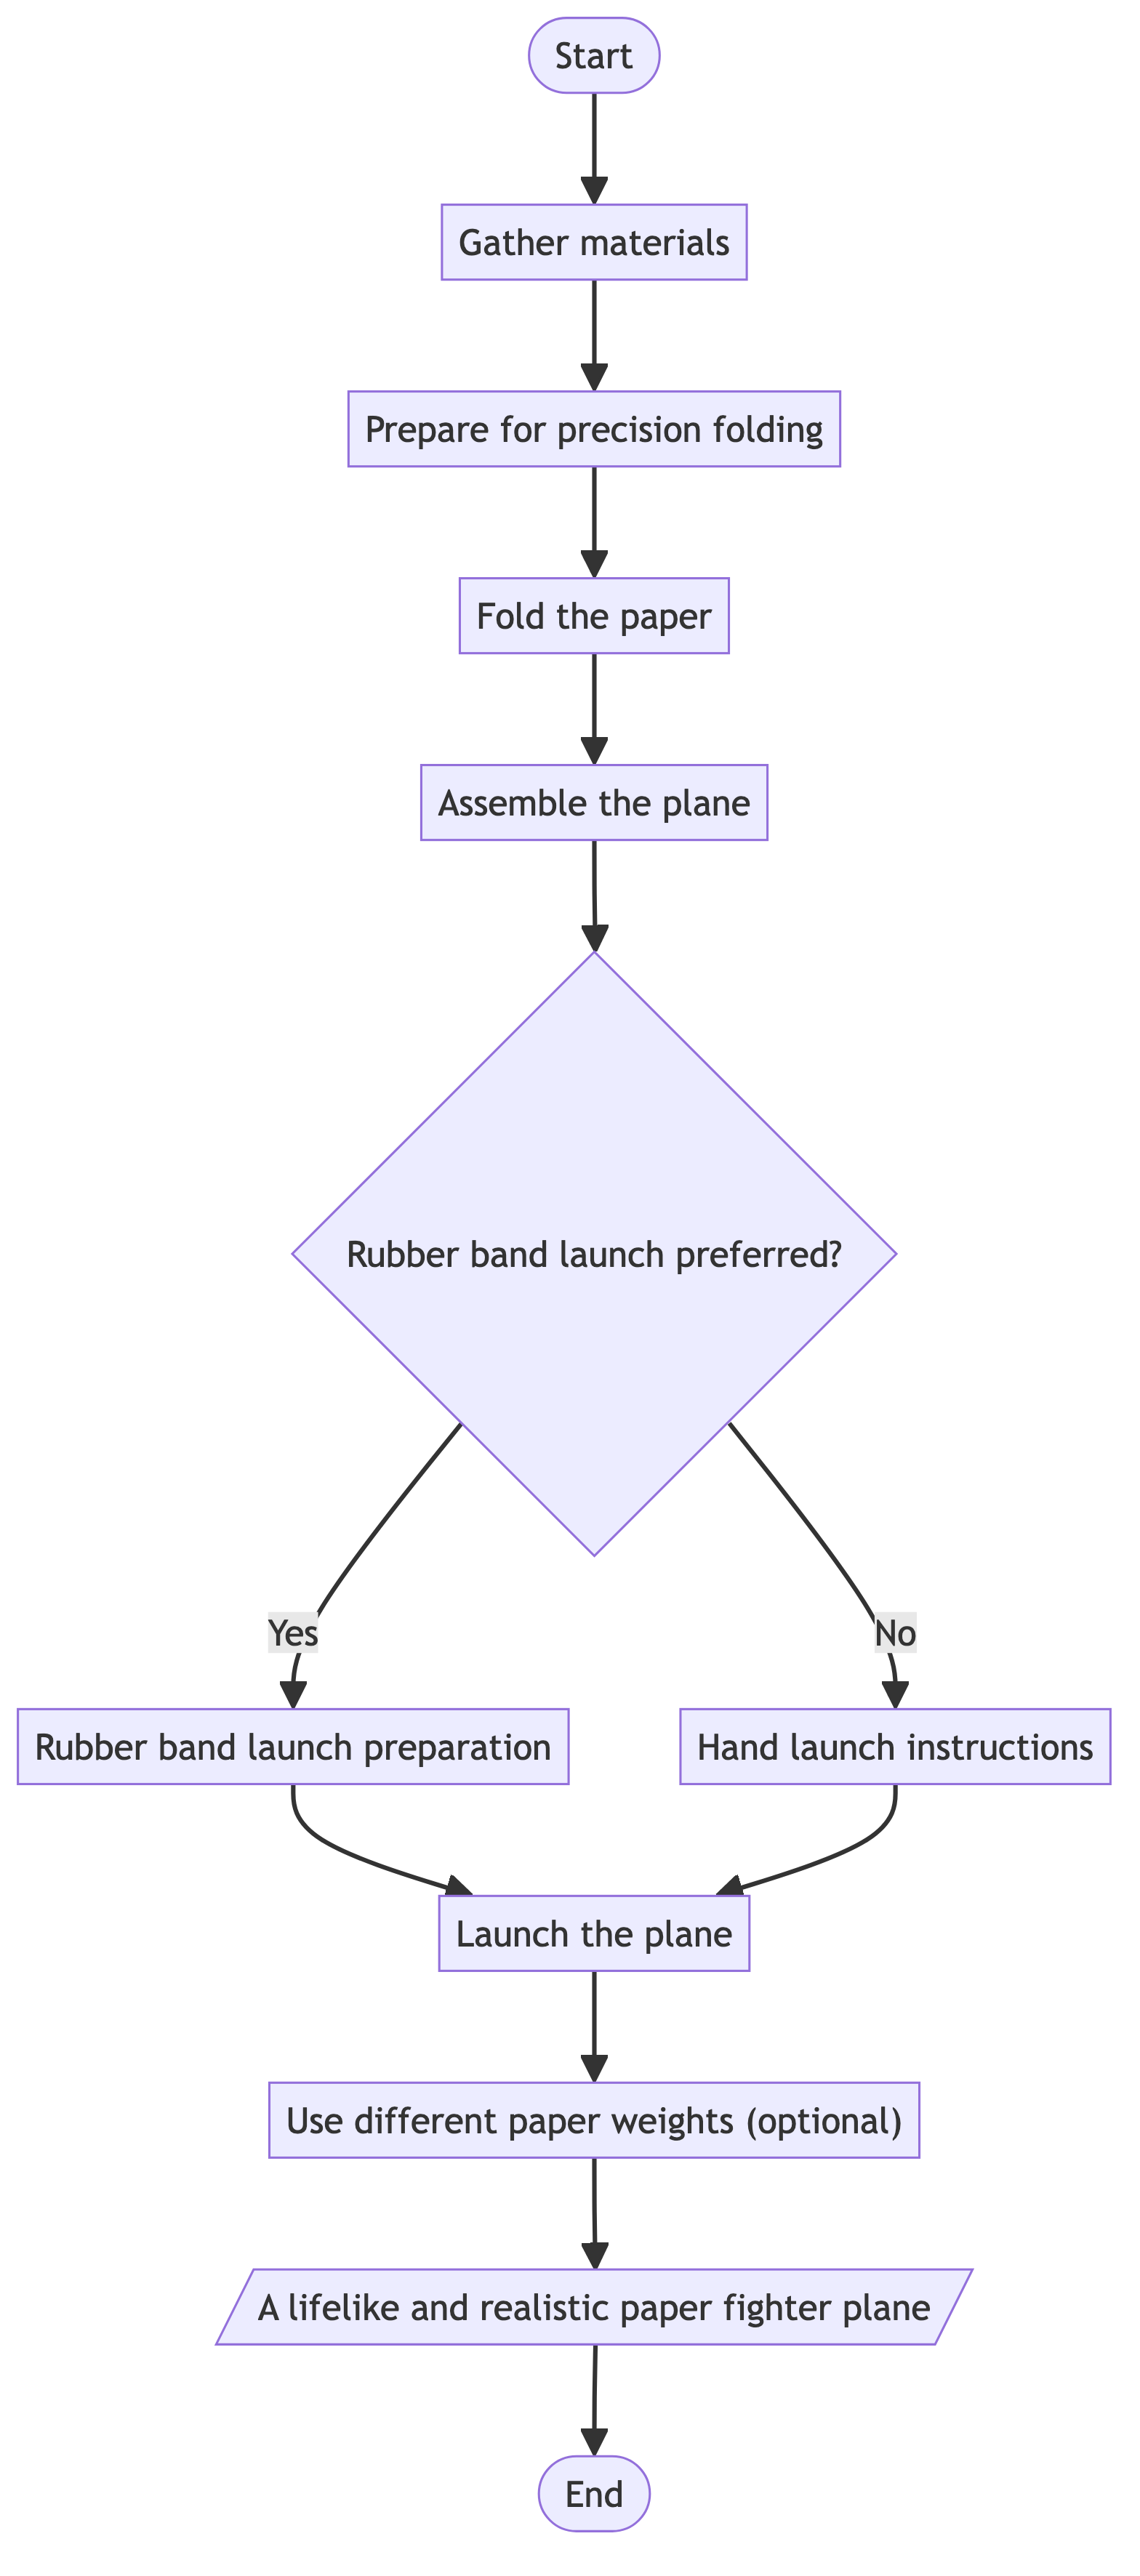 Start
Gather materials
Prepare for precision folding
Fold the paper
Assemble the plane
Rubber band launch preferred?
Yes
No
Rubber band launch preparation
Hand launch instructions
Launch the plane
Use different paper weights (optional)
A lifelike and realistic paper fighter plane
End